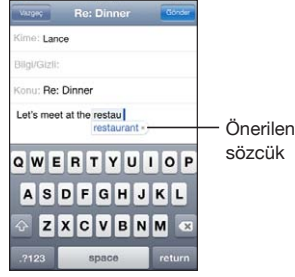 Vazgeç Re: Dinner Gönder
Kime: Lance
Bilgi/Gizli:
Konu: Re: Dinner
Let's meet at the restau
restaurant ×
Önerilen
sözcük
Q W E R T Y U I O P
A S D F G H J K L
Z X C V B N M
.?123 space return